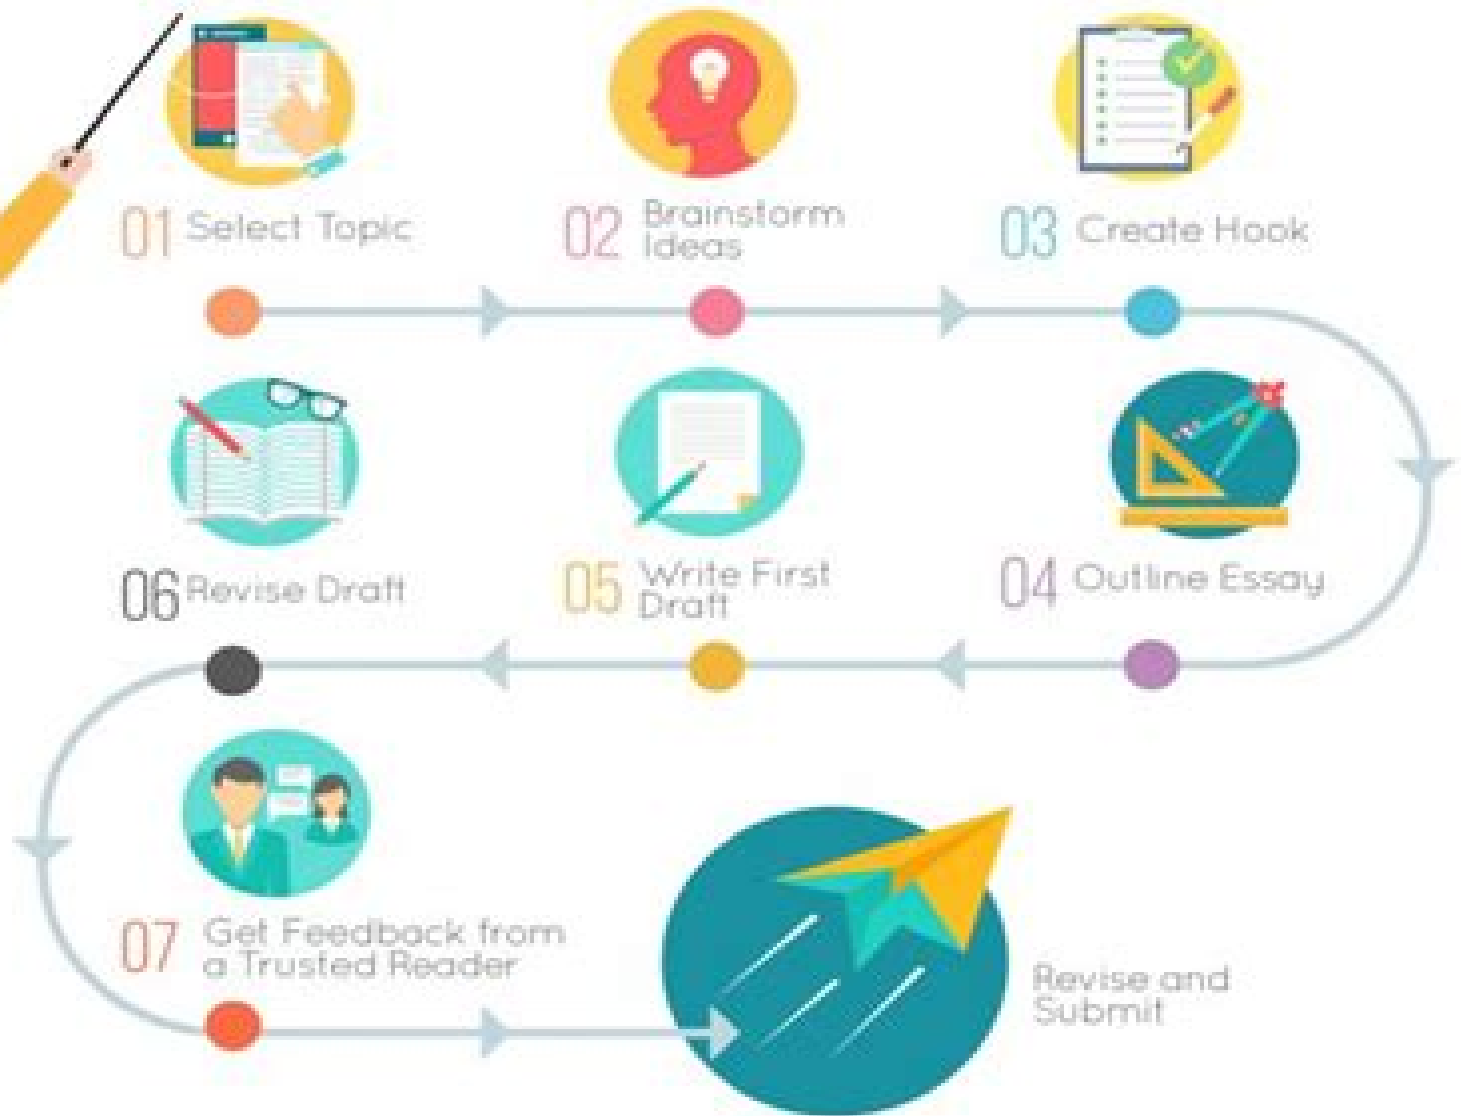 01 Select Topic
02 Brainstorm
Ideas
03 Create Hook
04 Outline Essay
05 Write First
Draft
06 Revise Draft
07 Get Feedback from
a Trusted Reader
Revise and
Submit